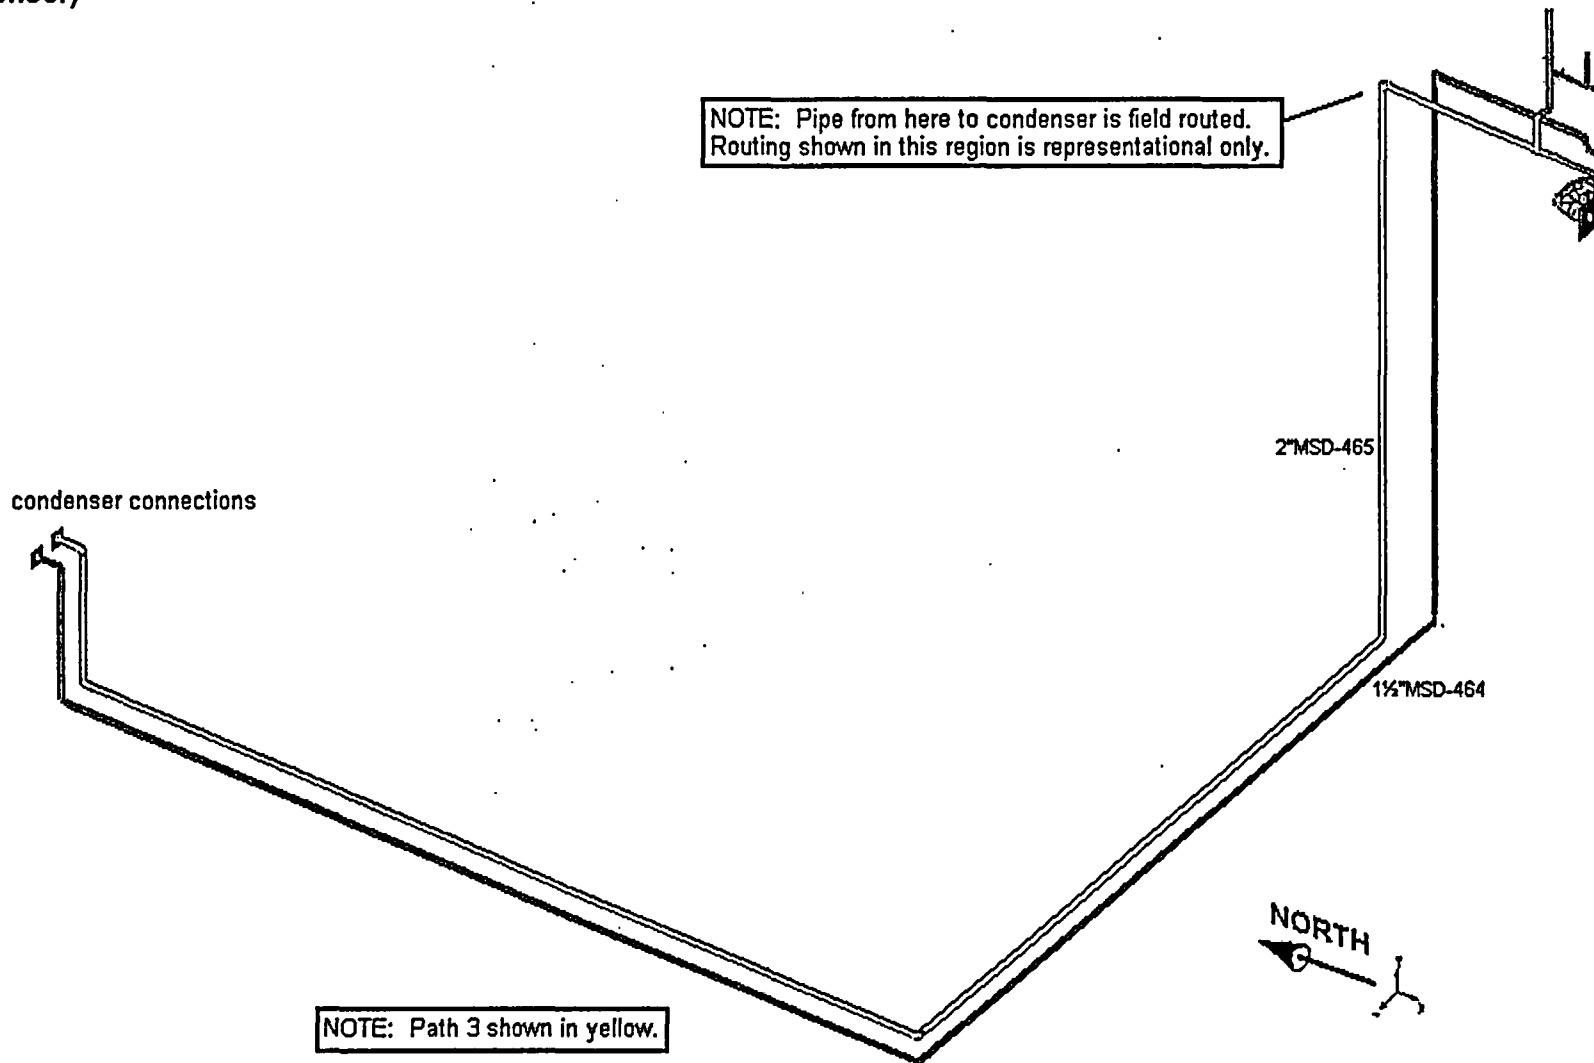 NOTE: Pipe from here to condenser is field routed.
Routing shown in this region is representational only.
2"MSD-465
condenser connections
1½"MSD-464
NORTH
NOTE: Path 3 shown in yellow.